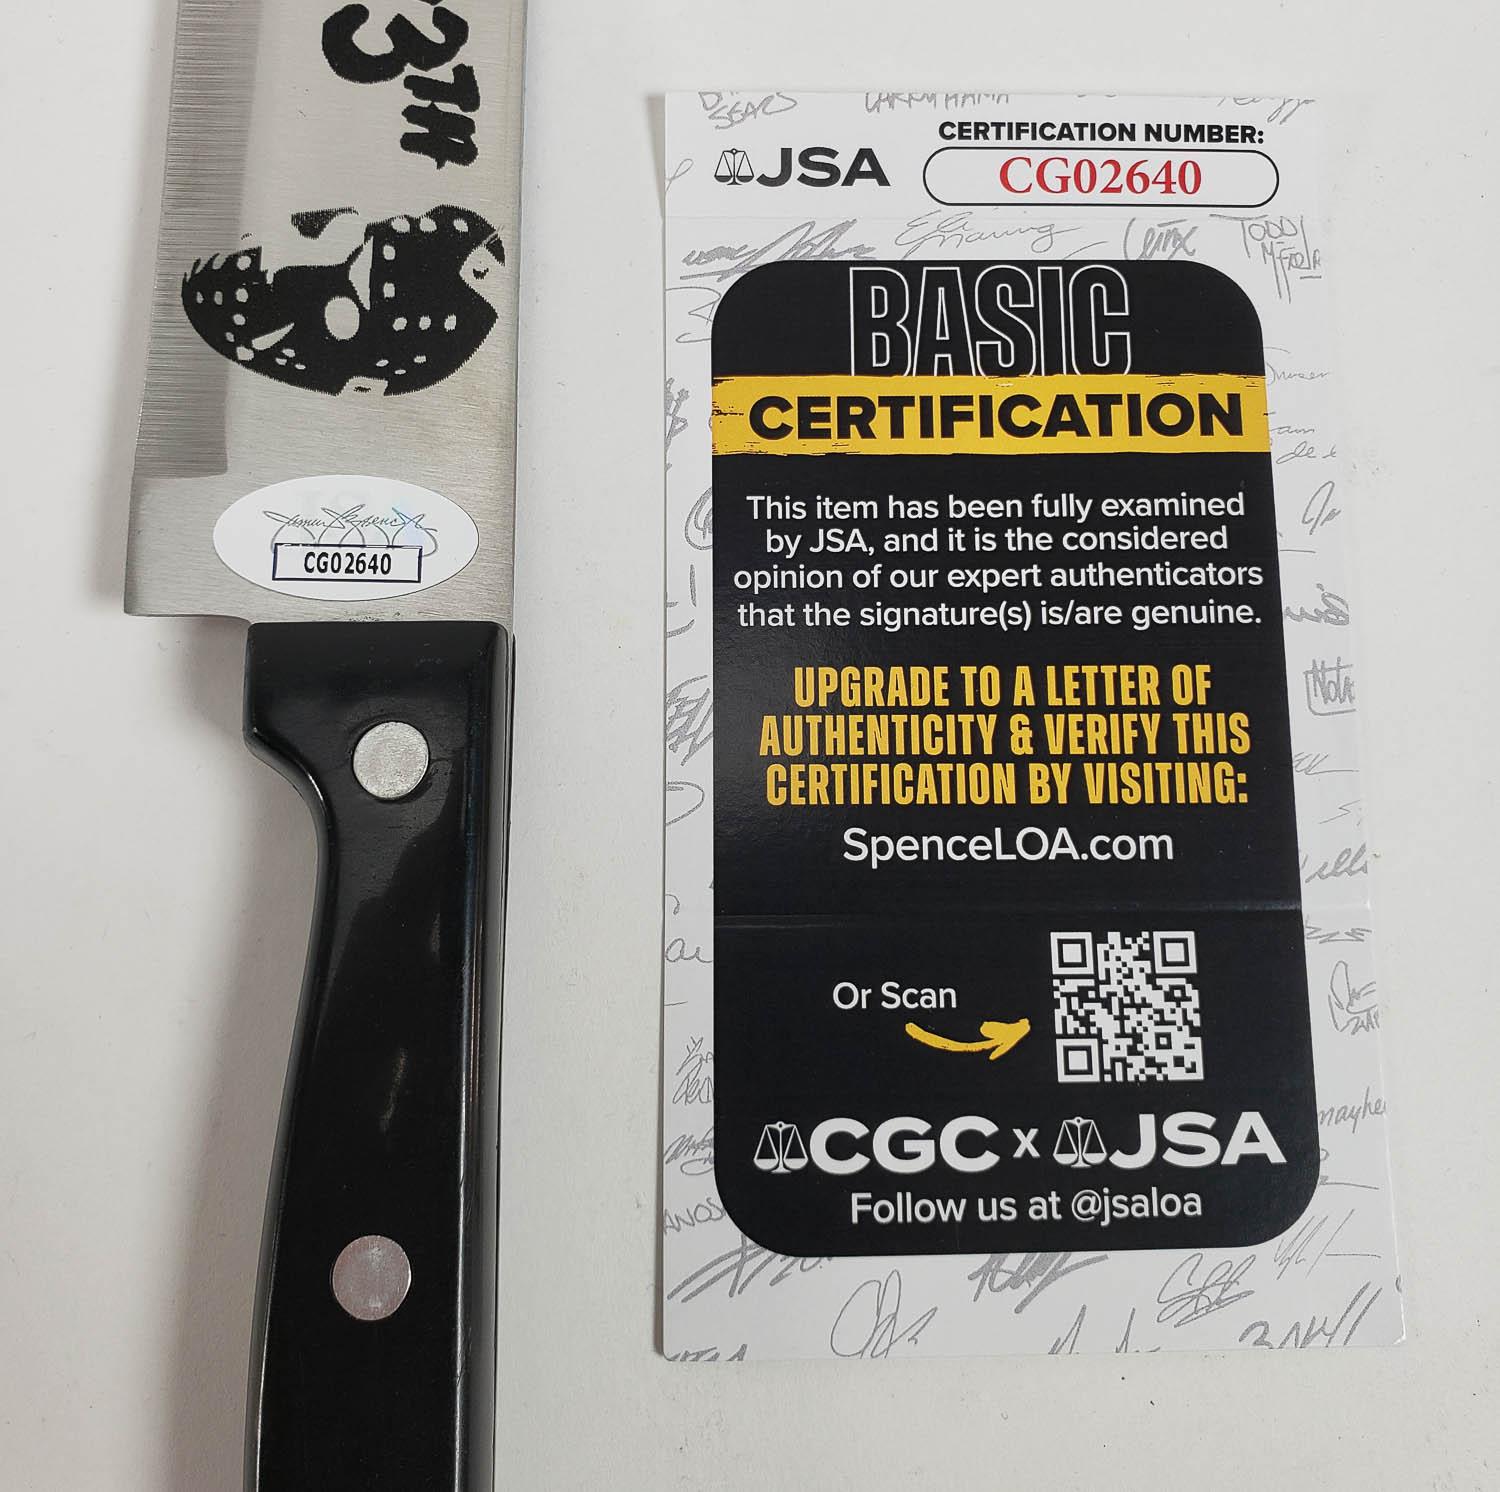 3TH
CG02640
JSA
CERTIFICATION NUMBER:
CG02640
BASIC
CERTIFICATION
This item has been fully examined
by JSA, and it is the considered
opinion of our expert authenticators
that the signature(s) is/are genuine.
UPGRADE TO A LETTER OF
AUTHENTICITY & VERIFY THIS
CERTIFICATION BY VISITING:
SpenceLOA.com
Or Scan
CGC x JSA
Follow us at @jsaloa